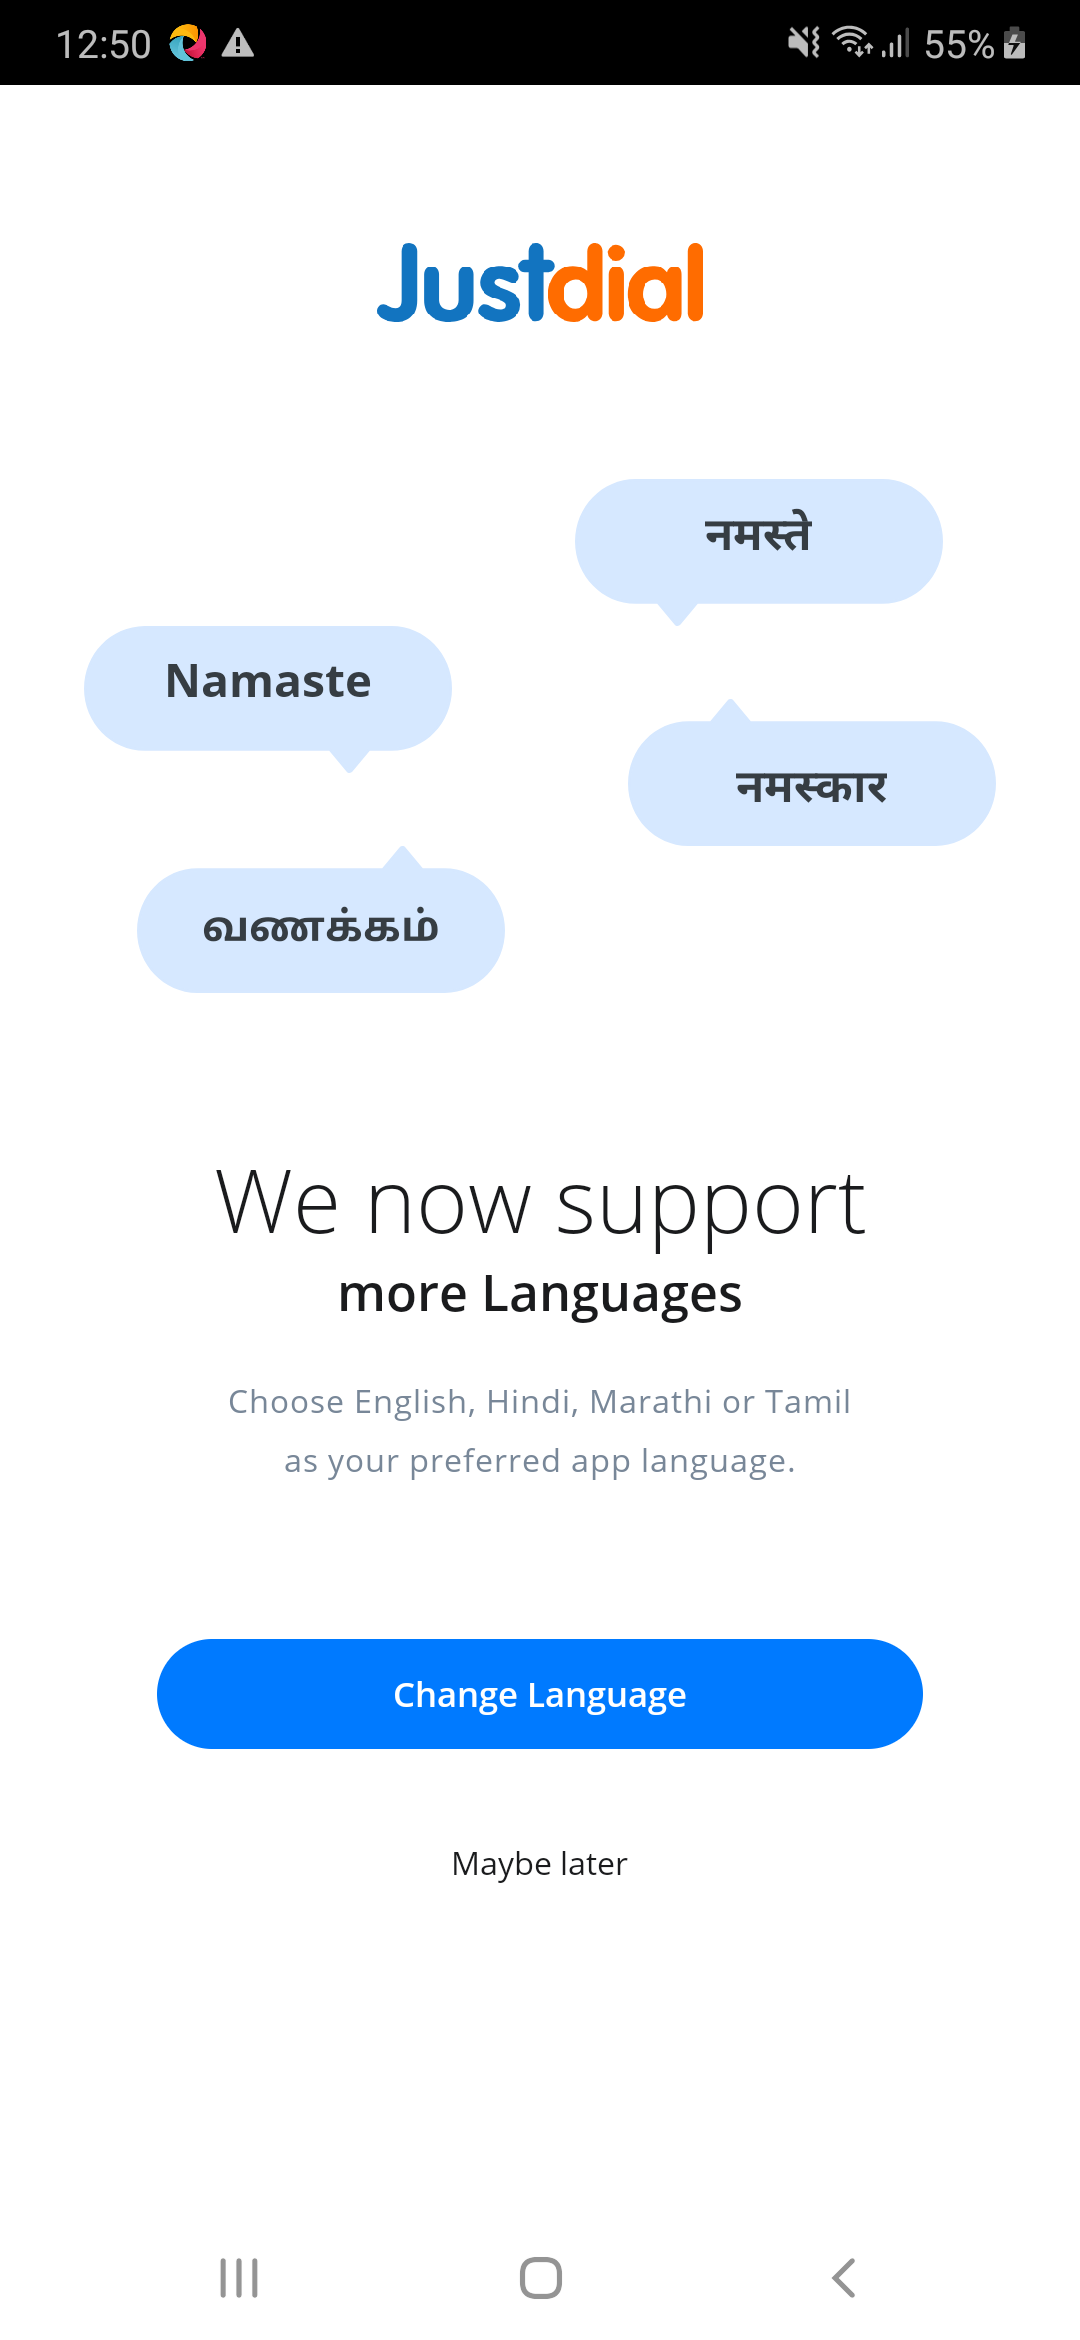 12:50
55%
Justdial
नमस्ते
Namaste
नमस्कार
வணக்கம்
We now support
more Languages
Choose English, Hindi, Marathi or Tamil
as your preferred app language.
Change Language
Maybe later